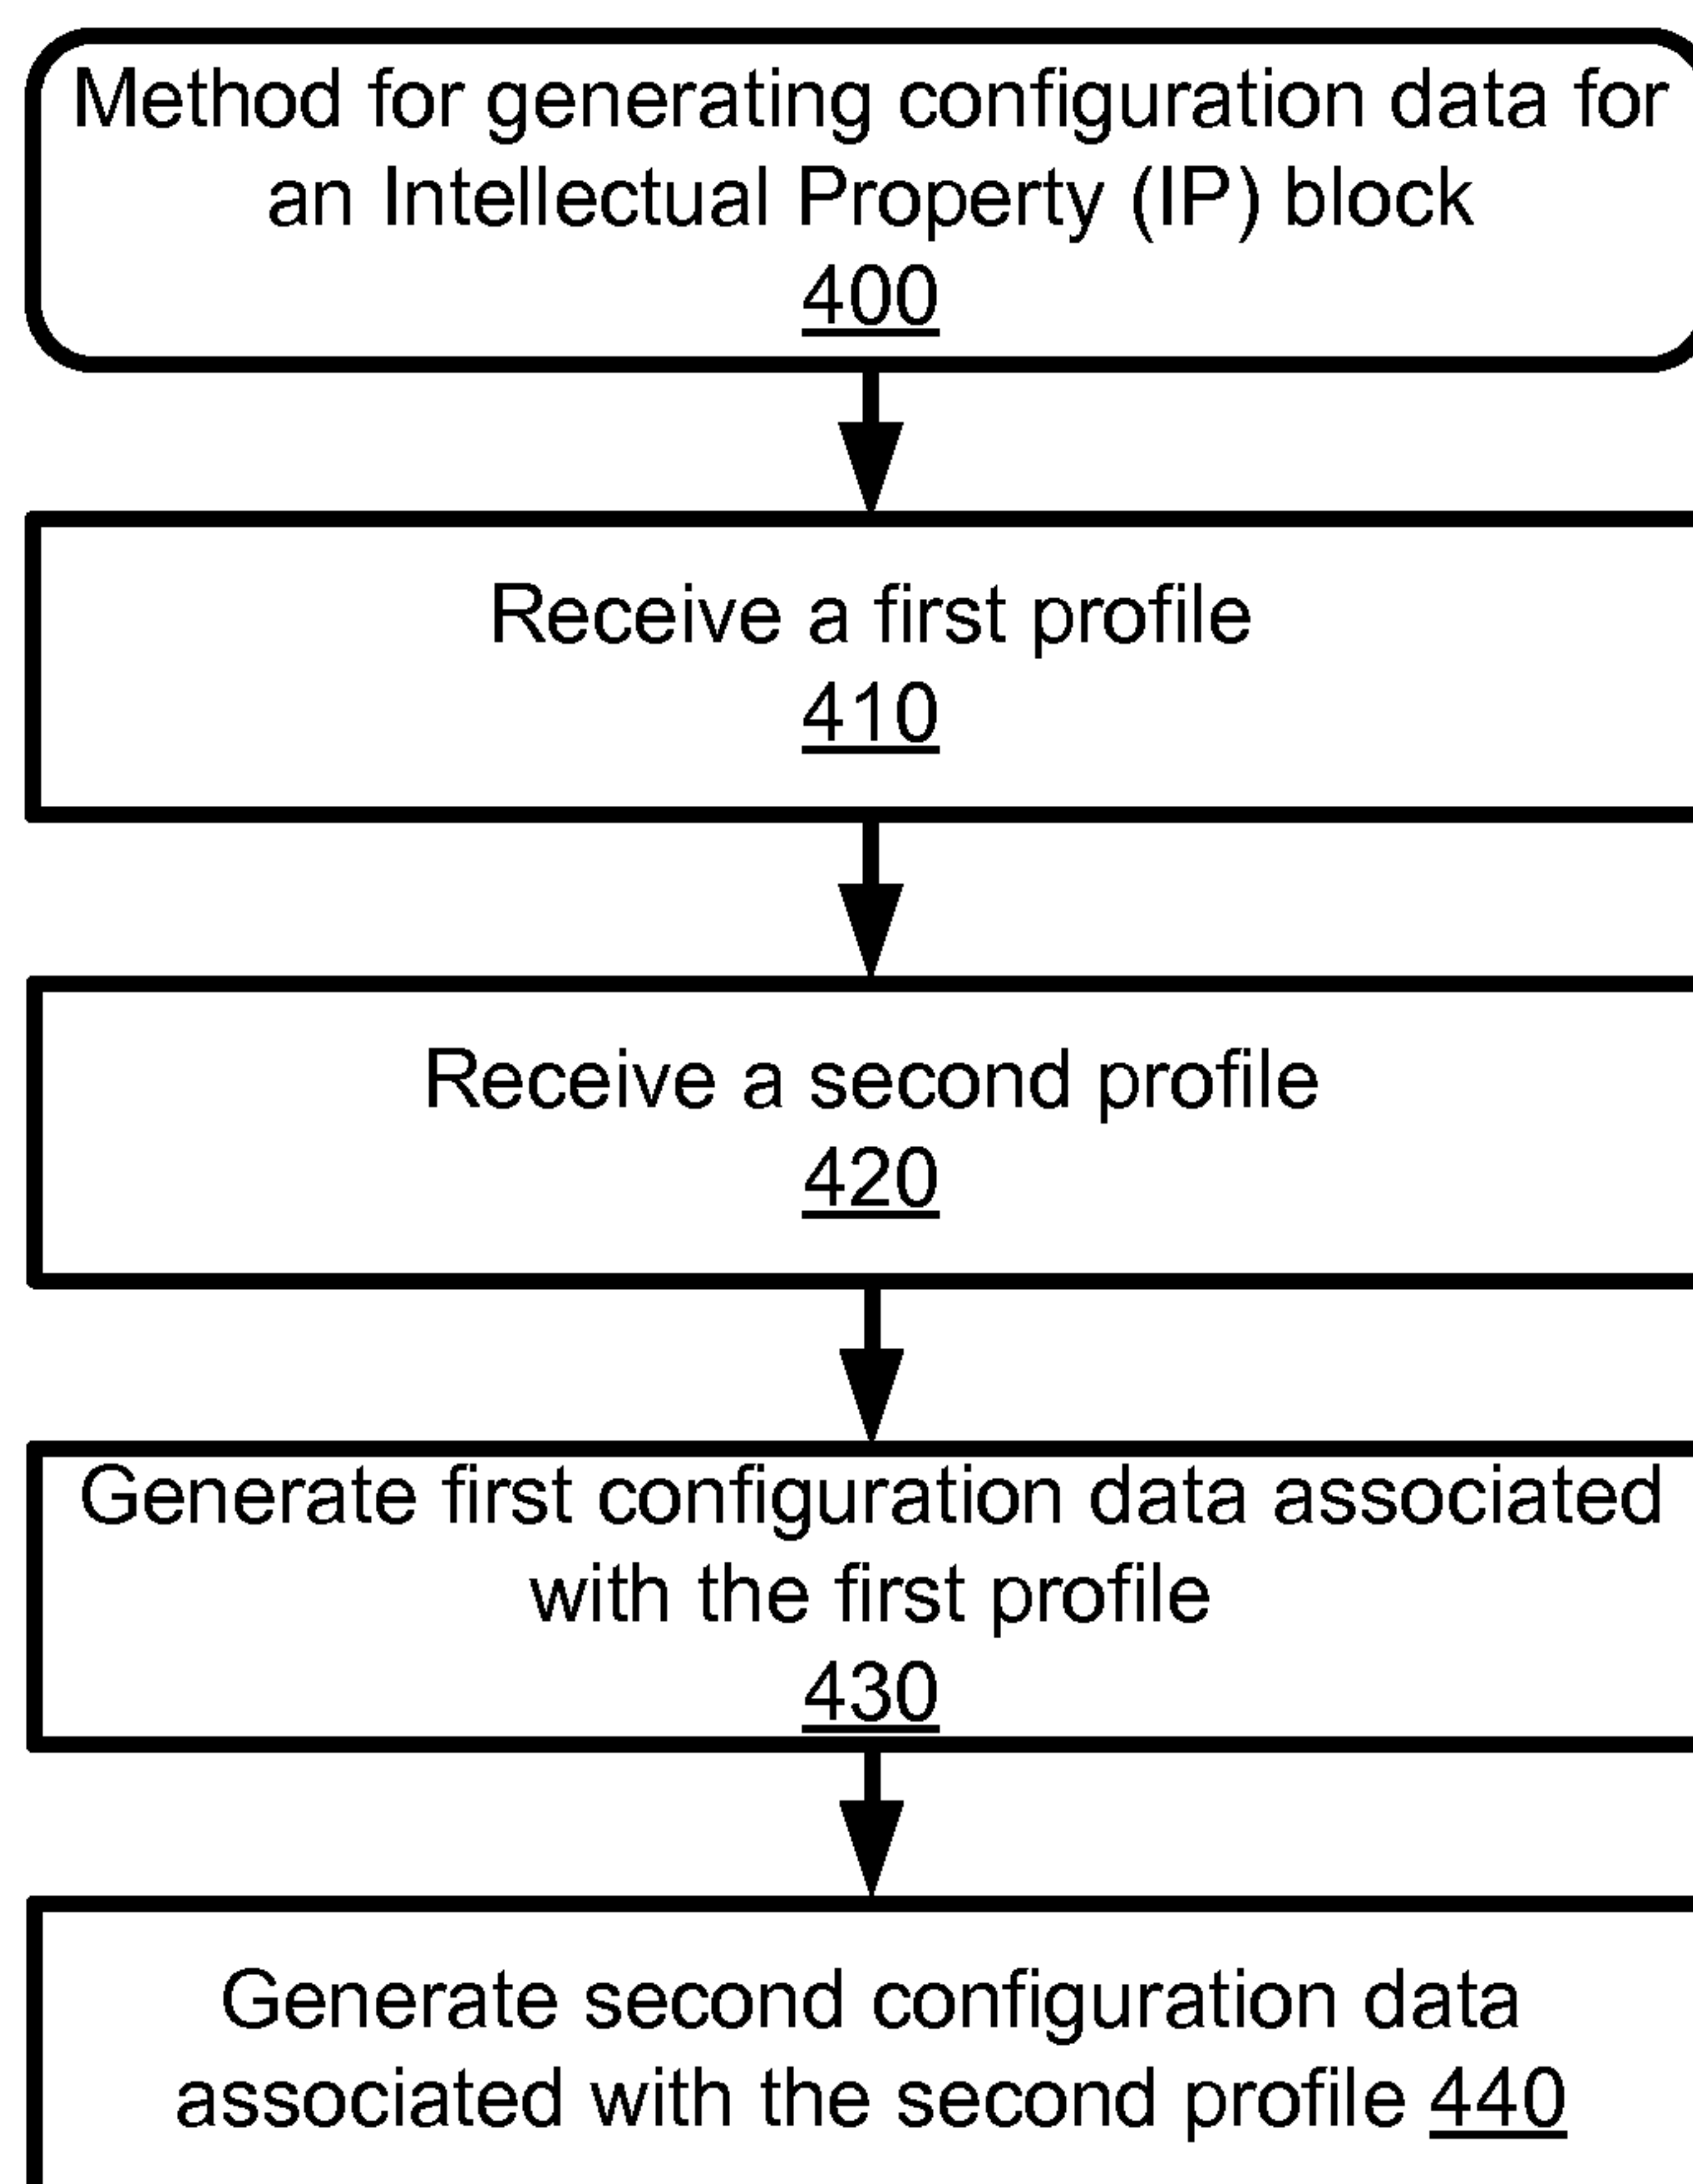 Method for generating configuration data for
an Intellectual Property (IP) block
400
Receive a first profile
410
Receive a second profile
420
Generate first configuration data associated
with the first profile
430
Generate second configuration data
associated with the second profile 440